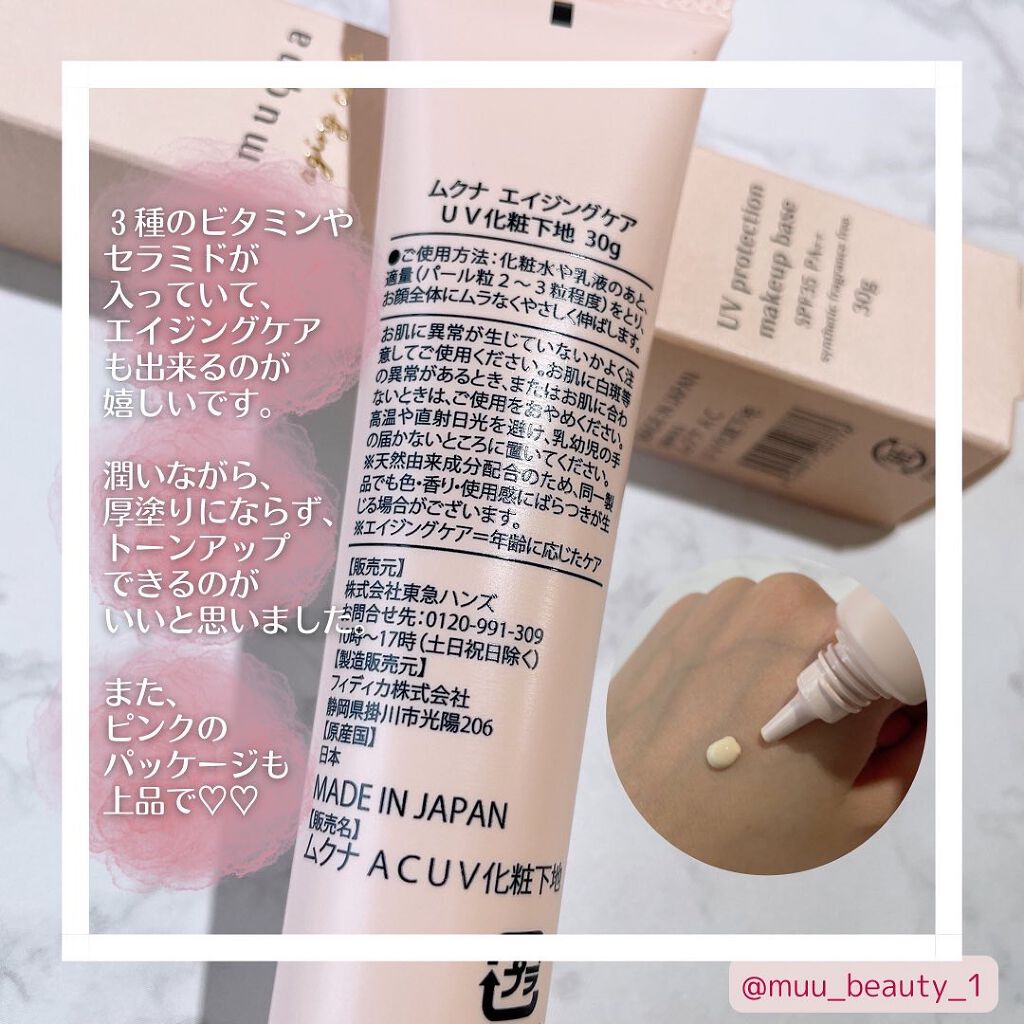 muquna
ムクナ エイジングケア
UV化粧下地 30g
●ご使用方法:化粧水や乳液のあと、
適量(パール粒2~3粒程度)をとり、
お顔全体にムラなくやさしく伸ばします。
お肌に異常が生じていないかよく注
意してご使用ください。お肌に白斑等
の異常があるとき、またはお肌に合わ
ないときは、ご使用をおやめください。
高温や直射日光を避け、乳幼児の手
の届かないところに置いてください。
※天然由来成分配合のため、同一製
品でも色・香り・使用感にばらつきが生
じる場合がございます。
※エイジングケア=年齢に応じたケア
【販売元】
株式会社東急ハンズ
お問合せ先:0120-991-309
10時~17時(土日祝日除く)
【製造販売元】
フィディカ株式会社
静岡県掛川市光陽206
【原産国】
日本
MADE IN JAPAN
【販売名】
ムクナ ACUV化粧下地
プラ
UV protection
makeup base
SPF35 PA++
synthetic fragrance free
30g
MADE IN JAPAN
3種のビタミンや
セラミドが
入っていて、
エイジングケア
も出来るのが
嬉しいです。
潤いながら、
厚塗りにならず、
トーンアップ
できるのが
いいと思いました。
また、
ピンクの
パッケージも
上品で♡♡
@muu_beauty_1